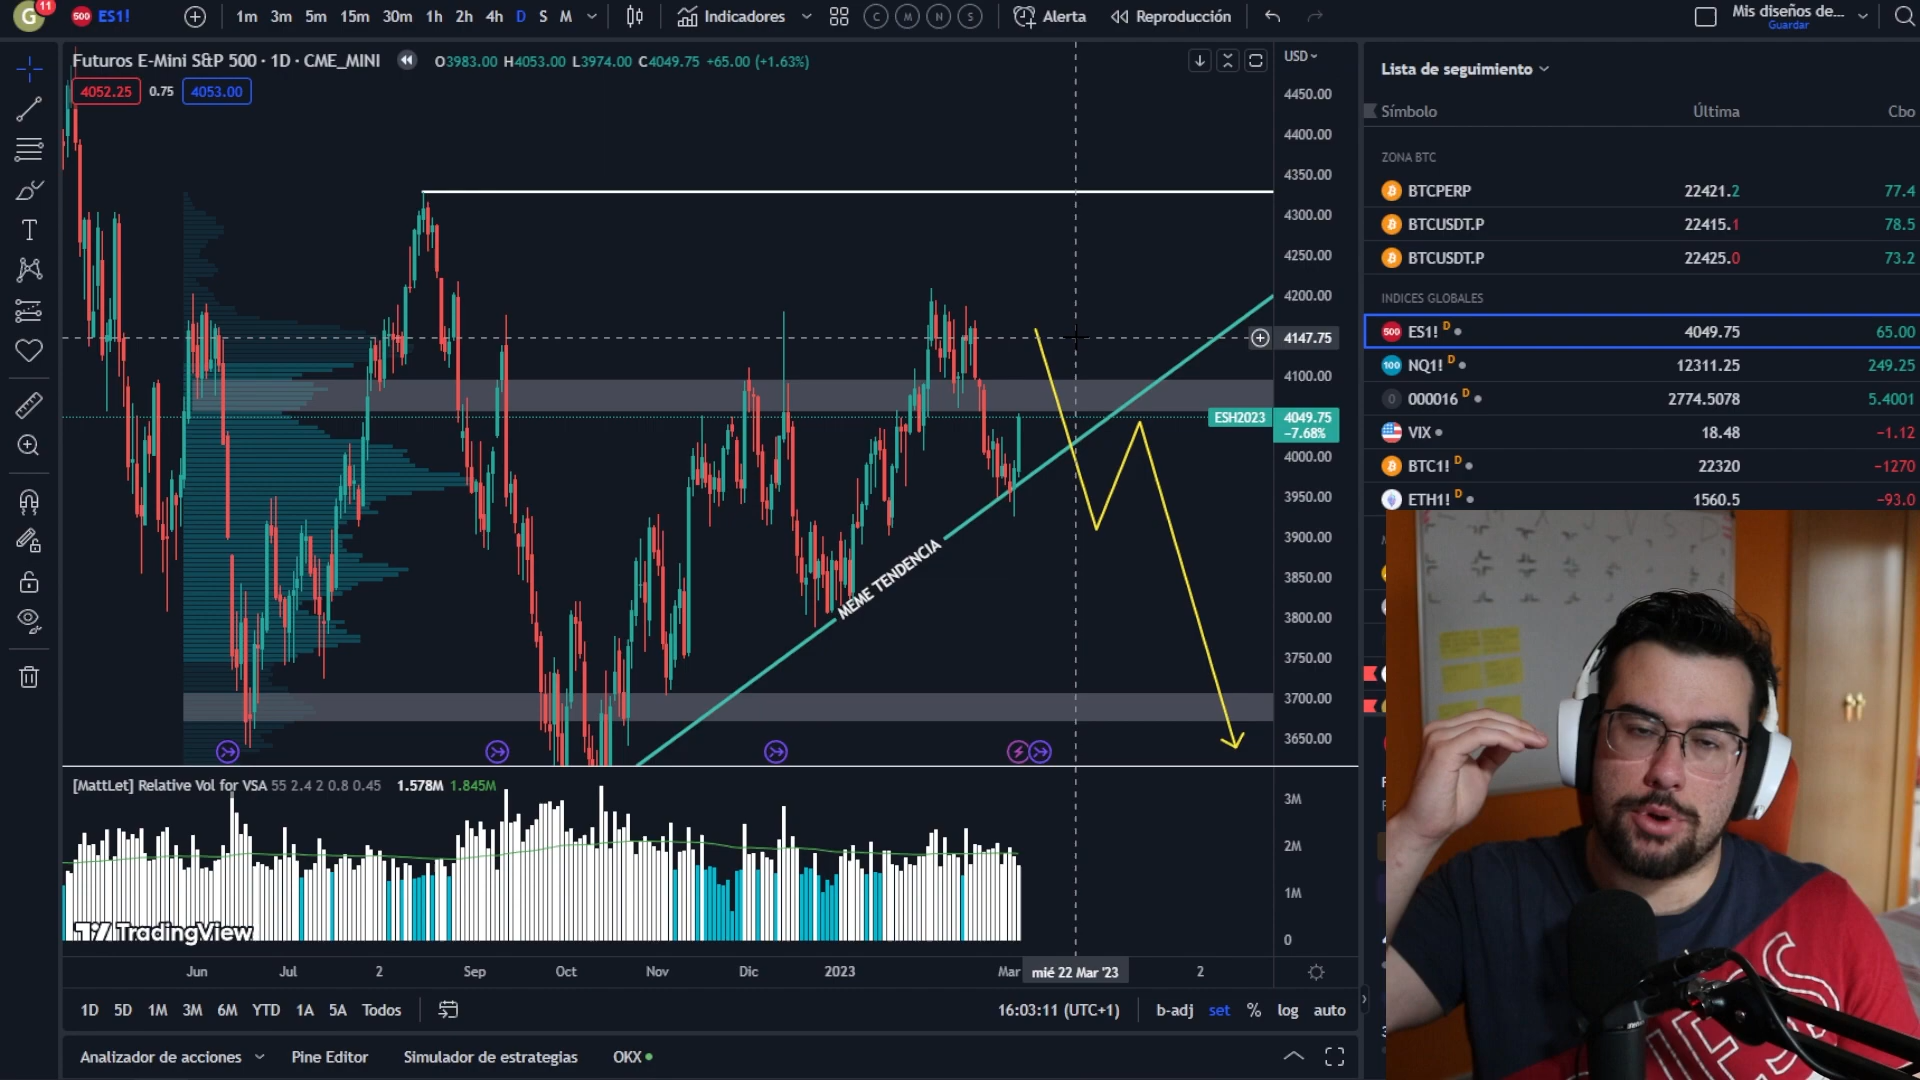 G 11 500 ES1! 1m 3m 5m 15m 30m 1h 2h 4h D S M Indicadores C M N S Alerta Reproducción Mis diseños de...
Guardar
Futuros E-Mini S&P 500 · 1D · CME_MINI O3983.00 H4053.00 L3974.00 C4049.75 +65.00 (+1.63%)
4052.25 0.75 4053.00
USD
4450.00
4400.00
4350.00
4300.00
4250.00
4200.00
4147.75
4100.00
ESH2023 4049.75
−7.68%
4000.00
3950.00
3900.00
3850.00
3800.00
3750.00
3700.00
3650.00
MEME TENDENCIA
[MattLet] Relative Vol for VSA 55 2.4 2 0.8 0.45 1.578M 1.845M
3M
2M
1M
0
TradingView
Jun Jul 2 Sep Oct Nov Dic 2023 Mar mié 22 Mar '23 2
1D 5D 1M 3M 6M YTD 1A 5A Todos 16:03:11 (UTC+1) b-adj set % log auto
Analizador de acciones Pine Editor Simulador de estrategias OKX
Lista de seguimiento
Símbolo Última Cbo
ZONA BTC
BTCPERP 22421.2 77.4
BTCUSDT.P 22415.1 78.5
BTCUSDT.P 22425.0 73.2
INDICES GLOBALES
500 ES1! D 4049.75 65.00
100 NQ1! D 12311.25 249.25
0 000016 D 2774.5078 5.4001
VIX 18.48 −1.12
BTC1! D 22320 −1270
ETH1! D 1560.5 −93.0